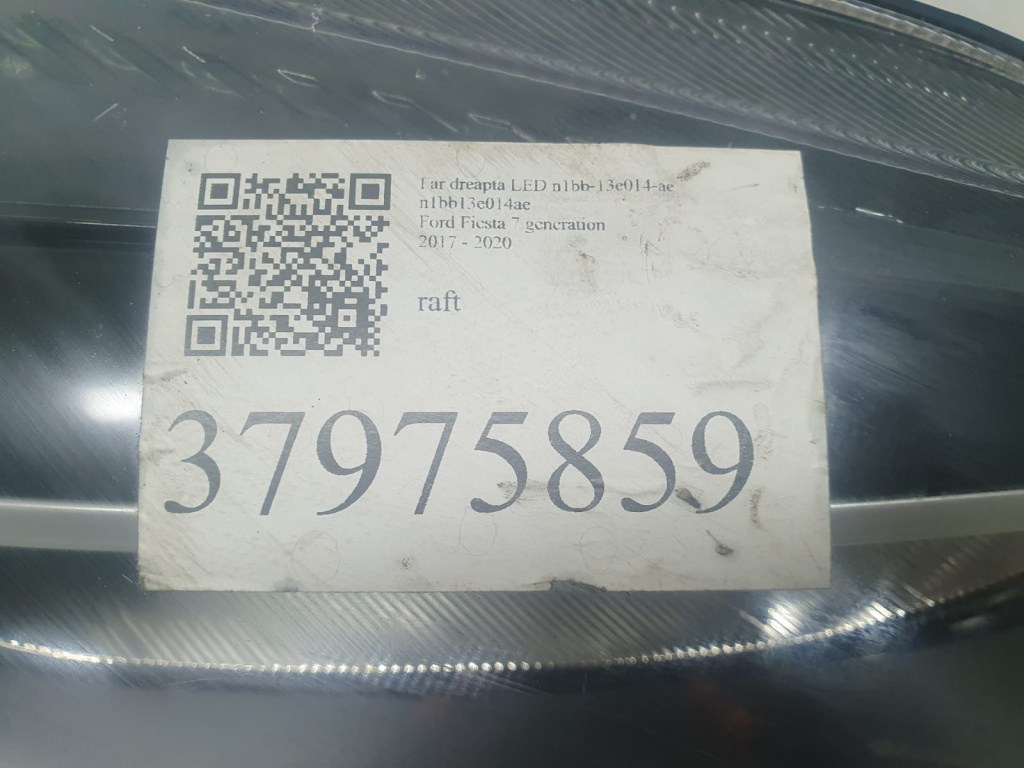 Far dreapta LED n1bb-13e014-ae
n1bb13e014ae
Ford Fiesta 7 generation
2017 - 2020
raft
37975859